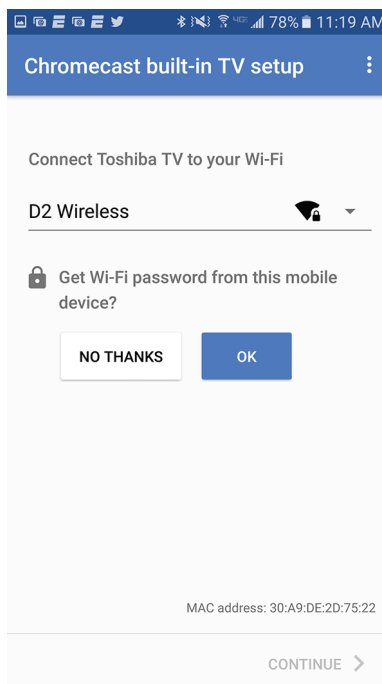 4G 78% 11:19 AM
Chromecast built-in TV setup
Connect Toshiba TV to your Wi-Fi
D2 Wireless
Get Wi-Fi password from this mobile
device?
NO THANKS OK
MAC address: 30:A9:DE:2D:75:22
CONTINUE